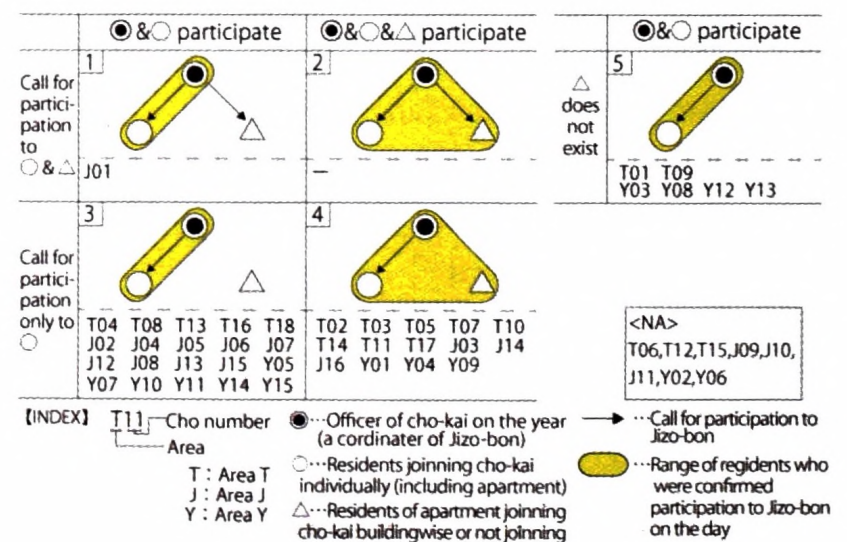 ◉&○ participate
◉&○&△ participate
◉&○ participate
Call for
partici-
pation
to
○&△
1
J01
2
–
△
does
not
exist
5
T01 T09
Y03 Y08 Y12 Y13
Call for
partici-
pation
only to
○
3
T04 T08 T13 T16 T18
J02 J04 J05 J06 J07
J12 J08 J13 J15 Y05
Y07 Y10 Y11 Y14 Y15
4
T02 T03 T05 T07 T10
T14 T11 T17 J03 J14
J16 Y01 Y04 Y09
<NA>
T06,T12,T15,J09,J10,
J11,Y02,Y06
【INDEX】
T11 Cho number
Area
T : Area T
J : Area J
Y : Area Y
◉···Officer of cho-kai on the year
(a cordinater of Jizo-bon)
○···Residents joinning cho-kai
individually (including apartment)
△···Residents of apartment joinning
cho-kai buildingwise or not joinning
→ ···Call for participation to
Jizo-bon
···Range of regidents who
were confirmed
participation to Jizo-bon
on the day